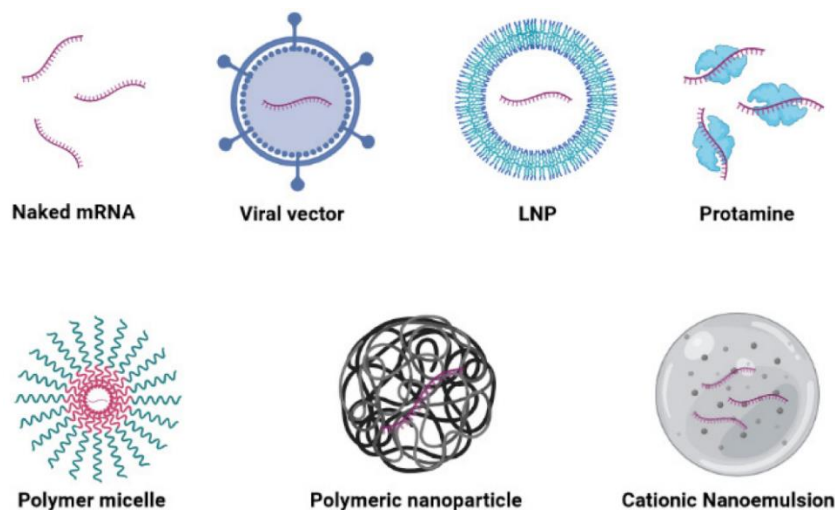 Naked mRNA
Viral vector
LNP
Protamine
Polymer micelle
Polymeric nanoparticle
Cationic Nanoemulsion